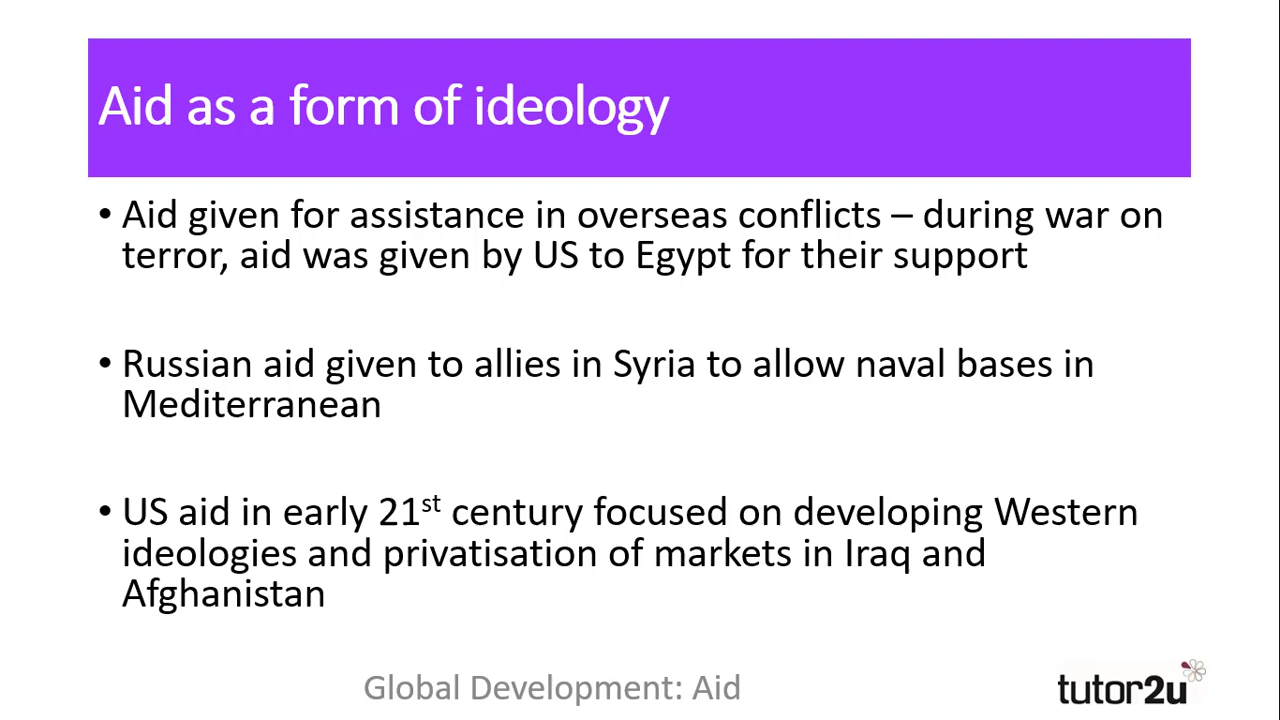 Aid as a form of ideology
• Aid given for assistance in overseas conflicts – during war on
terror, aid was given by US to Egypt for their support
• Russian aid given to allies in Syria to allow naval bases in
Mediterranean
• US aid in early 21st century focused on developing Western
ideologies and privatisation of markets in Iraq and
Afghanistan
Global Development: Aid
tutor2u